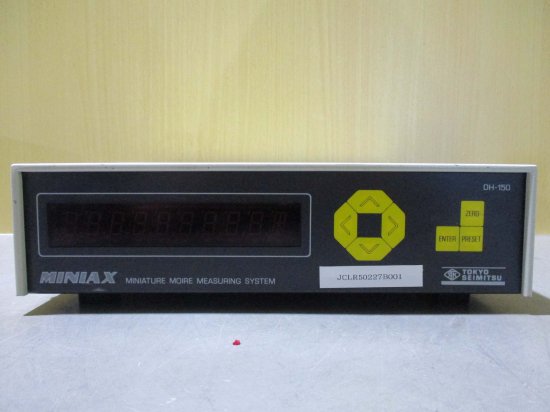 DH-150
ZERO
ENTER PRESET
MINIAX MINIATURE MOIRE MEASURING SYSTEM
JCLR50227B001
TOKYO
SEIMITSU